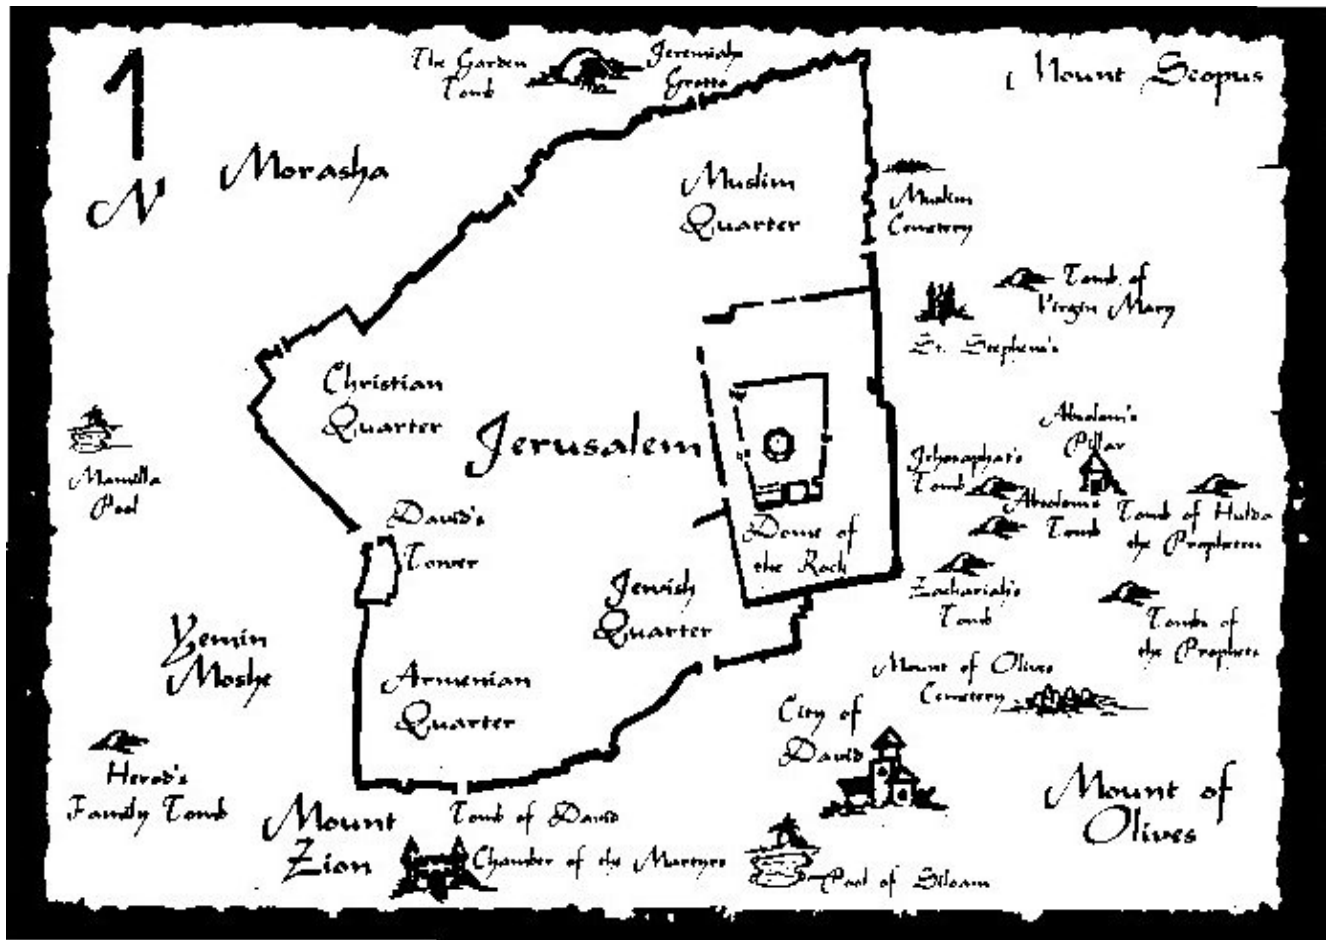 The Garden
Tomb
Jeremiah
Grotto
Mount Scopus
N
Morasha
Muslim
Quarter
Muslim
Cemetery
Tomb of
Virgin Mary
St. Stephen's
Christian
Quarter
Jerusalem
Mamilla
Pool
David's
Tower
Dome of
the Rock
Absalom's
Pillar
Jehosaphat's
Tomb
Absalom's
Tomb
Tomb of Hulda
the Prophetess
Zachariah's
Tomb
Tombs of
the Prophets
Jewish
Quarter
Yemin
Moshe
Armenian
Quarter
Mount of Olives
Cemetery
City of
David
Herod's
Family Tomb
Mount
Zion
Tomb of David
Chamber of the Martyrs
Pool of Siloam
Mount of
Olives